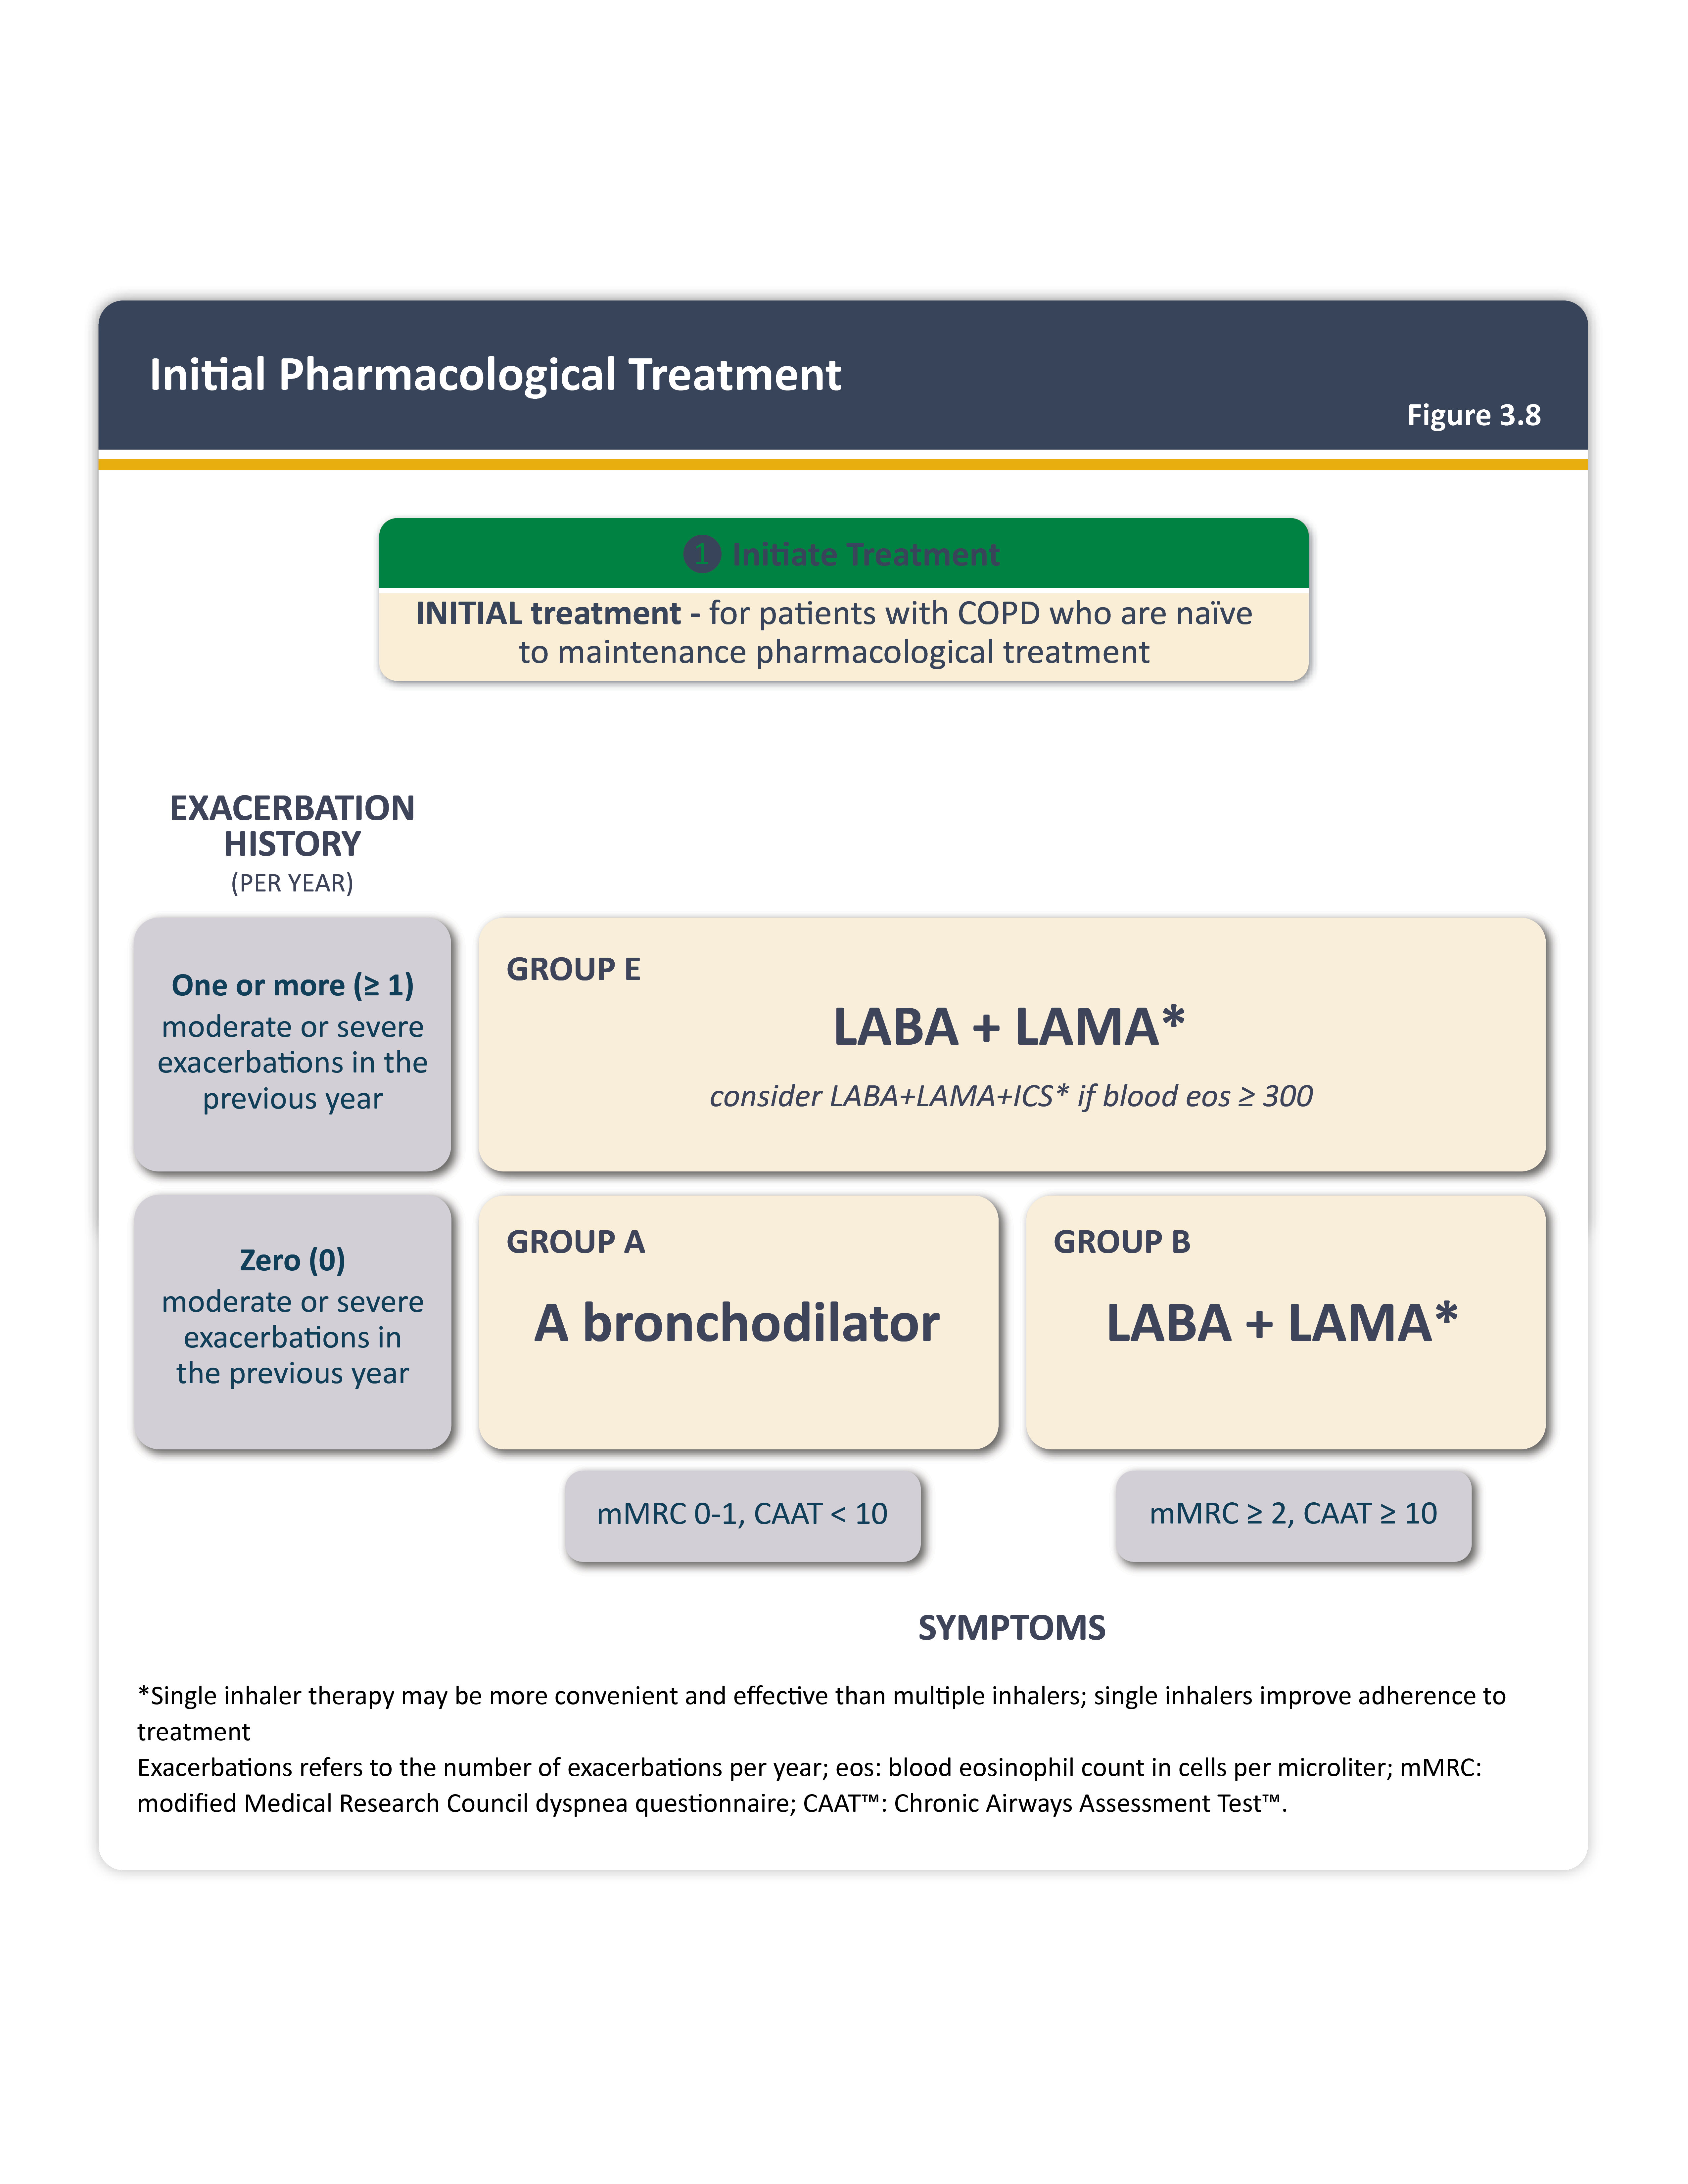 Initial Pharmacological Treatment
Figure 3.8
1 Initiate Treatment
INITIAL treatment - for patients with COPD who are naïve
to maintenance pharmacological treatment
EXACERBATION
HISTORY
(PER YEAR)
One or more (≥ 1)
moderate or severe
exacerbations in the
previous year
GROUP E
LABA + LAMA*
consider LABA+LAMA+ICS* if blood eos ≥ 300
Zero (0)
moderate or severe
exacerbations in
the previous year
GROUP A
A bronchodilator
GROUP B
LABA + LAMA*
mMRC 0-1, CAAT < 10
mMRC ≥ 2, CAAT ≥ 10
SYMPTOMS
*Single inhaler therapy may be more convenient and effective than multiple inhalers; single inhalers improve adherence to
treatment
Exacerbations refers to the number of exacerbations per year; eos: blood eosinophil count in cells per microliter; mMRC:
modified Medical Research Council dyspnea questionnaire; CAAT™: Chronic Airways Assessment Test™.